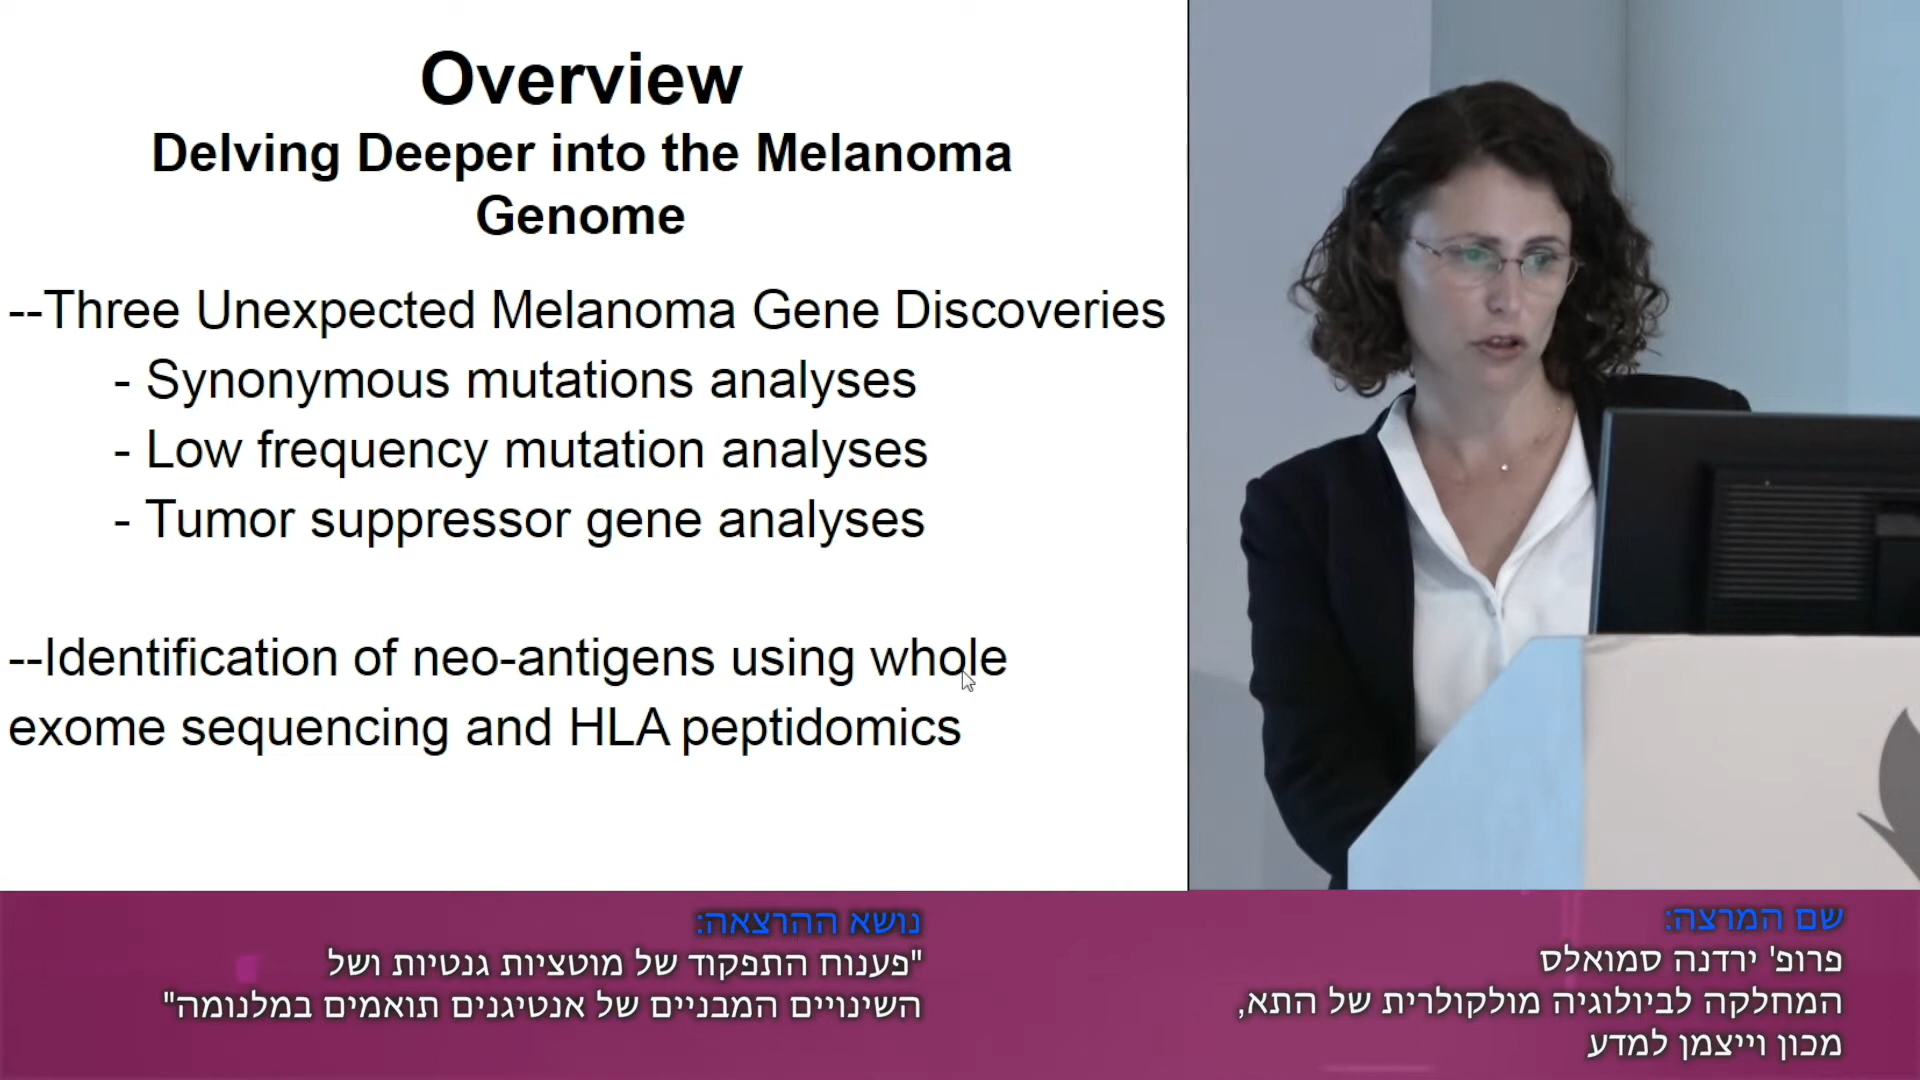 Overview
Delving Deeper into the Melanoma
Genome
--Three Unexpected Melanoma Gene Discoveries
- Synonymous mutations analyses
- Low frequency mutation analyses
- Tumor suppressor gene analyses
--Identification of neo-antigens using whole
exome sequencing and HLA peptidomics
שם המרצה:
פרופ' ירדנה סמואלס
המחלקה לביולוגיה מולקולרית של התא,
מכון וייצמן למדע
נושא ההרצאה:
"פענוח התפקוד של מוטציות גנטיות ושל
השינויים המבניים של אנטיגנים תואמים במלנומה"